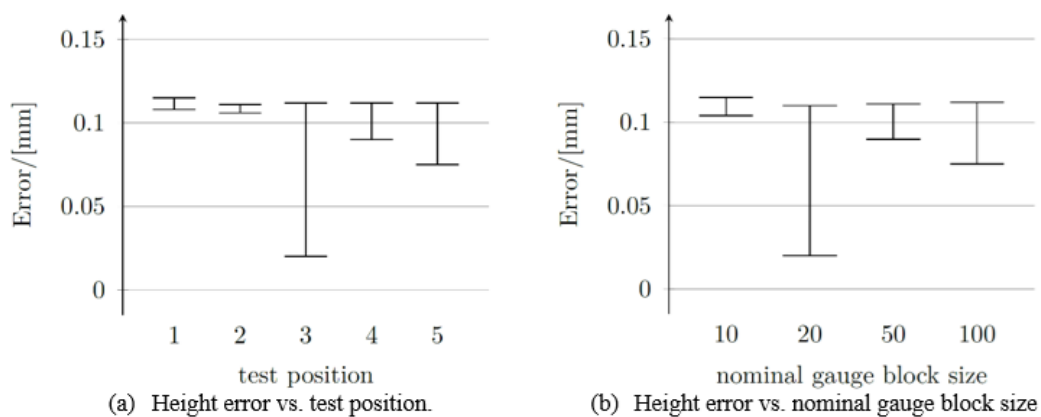 0.15
0.1
0.05
0
Error/[mm]
1 2 3 4 5
test position
(a) Height error vs. test position.
0.15
0.1
0.05
0
Error/[mm]
10 20 50 100
nominal gauge block size
(b) Height error vs. nominal gauge block size